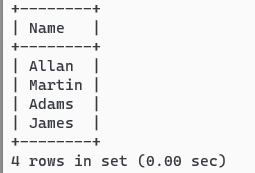 +--------+
| Name   |
+--------+
| Allan  |
| Martin |
| Adams  |
| James  |
+--------+
4 rows in set (0.00 sec)